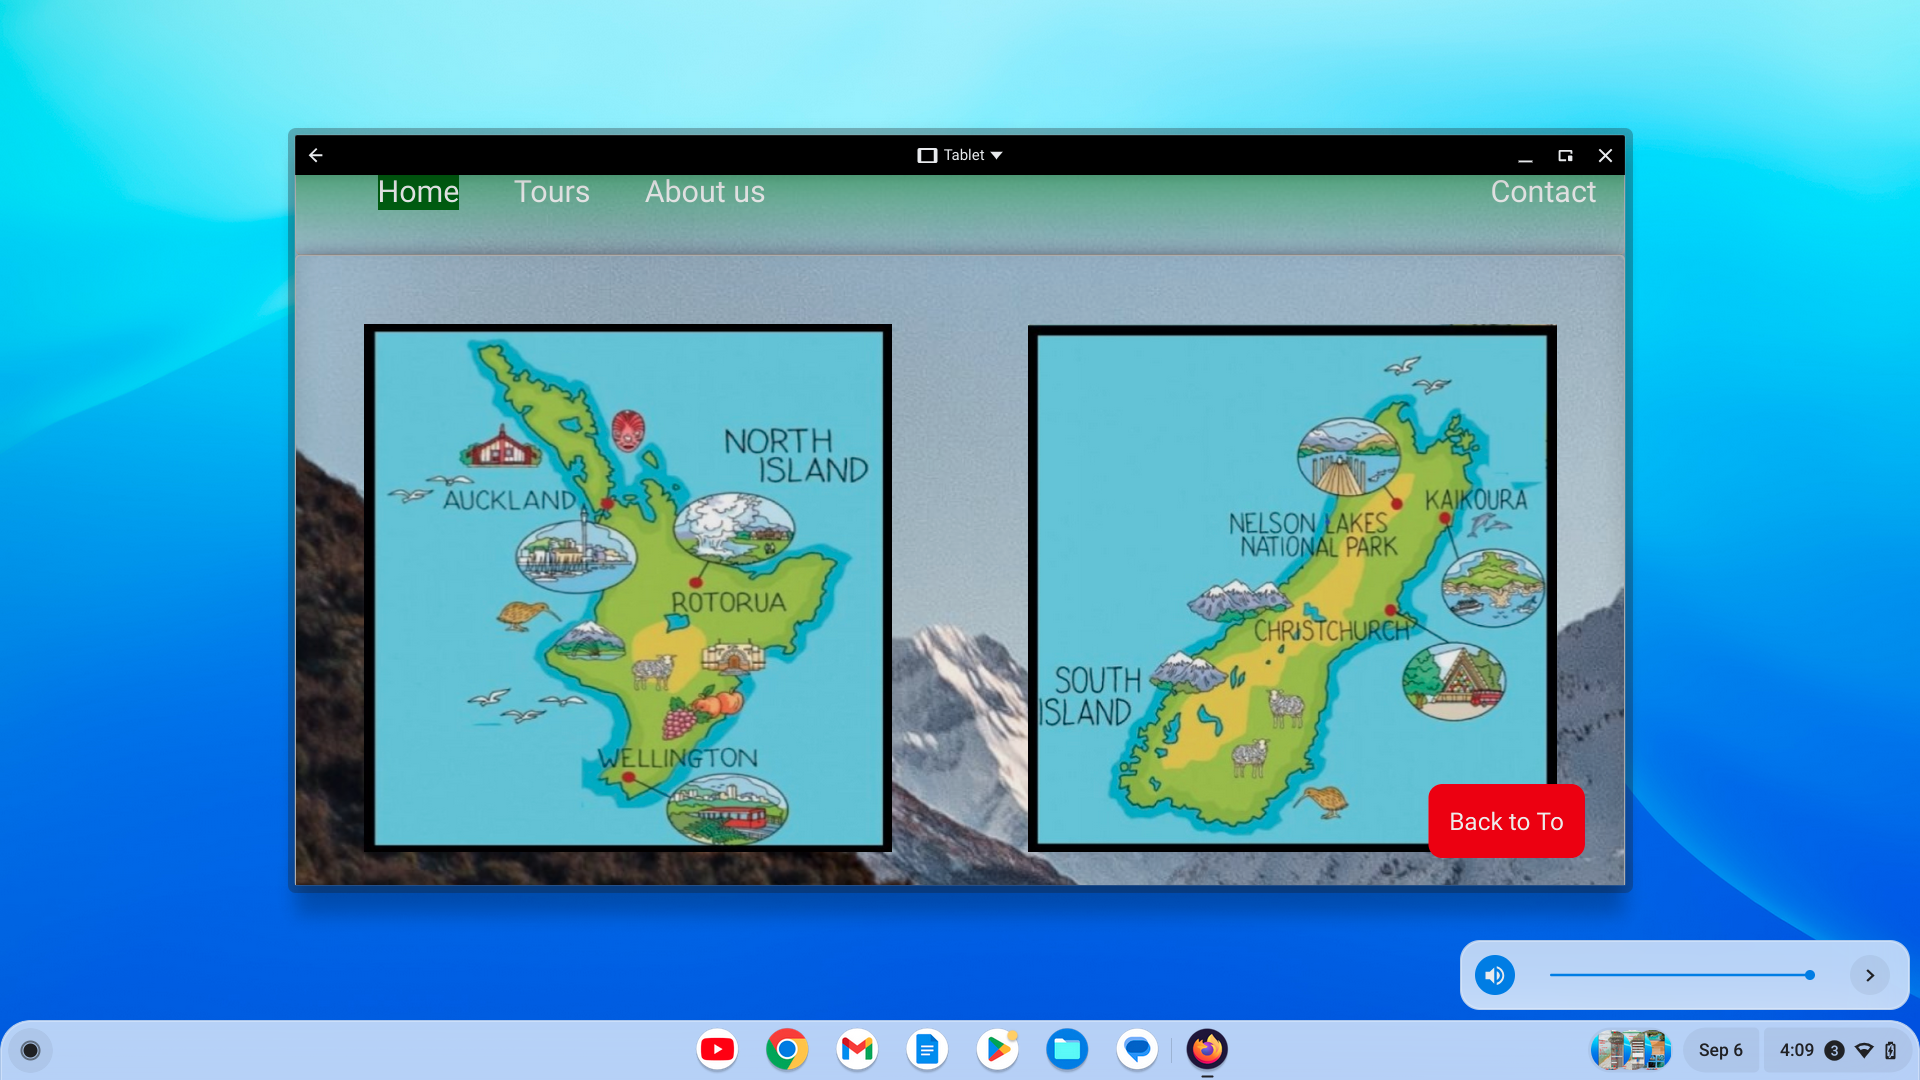 Tablet
Home
Tours
About us
Contact
NORTH
ISLAND
AUCKLAND
ROTORUA
WELLINGTON
KAIKOURA
NELSON LAKES
NATIONAL PARK
CHRISTCHURCH
SOUTH
ISLAND
Back to To
Sep 6
4:09
3